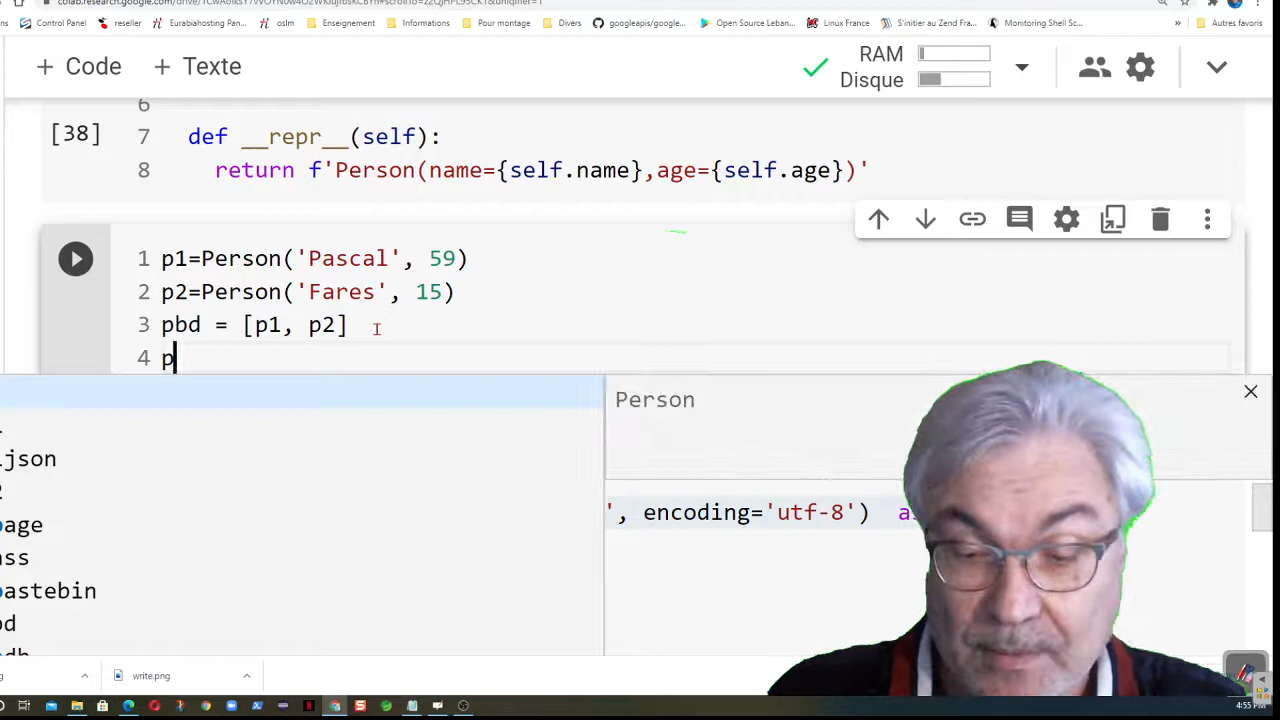 Control Panel
reseller
Eurabiahosting Pan...
oslm
Enseignement
Informations
Pour montage
Divers
googleapis/google...
Open Source Leban...
Linux France
S'initier au Zend Fra...
Monitoring Shell Sc...
»
Autres favoris
+ Code + Texte
RAM
Disque
6
[38]
7 def __repr__(self):
8 return f'Person(name={self.name},age={self.age})'
1 p1=Person('Pascal', 59)
2 p2=Person('Fares', 15)
3 pbd = [p1, p2]
4 p
Person
json
age
ss
astebin
', encoding='utf-8')
write.png
4:55 PM